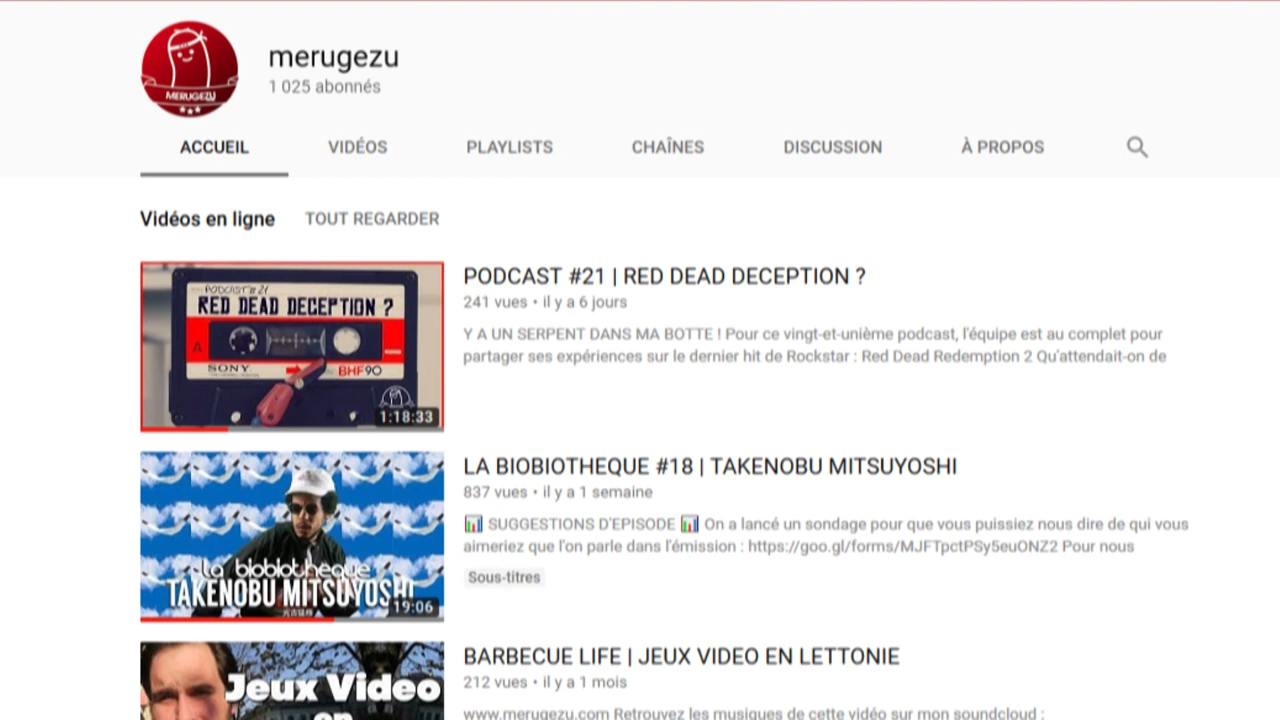 merugezu
1 025 abonnés
MERUGEZU
ACCUEIL VIDÉOS PLAYLISTS CHAÎNES DISCUSSION À PROPOS
Vidéos en ligne TOUT REGARDER
PODCAST #21
RED DEAD DECEPTION ?
A
SONY BHF90
1:18:33
PODCAST #21 | RED DEAD DECEPTION ?
241 vues • il y a 6 jours
Y A UN SERPENT DANS MA BOTTE ! Pour ce vingt-et-unième podcast, l'équipe est au complet pour
partager ses expériences sur le dernier hit de Rockstar : Red Dead Redemption 2 Qu'attendait-on de
la biobiotheque
TAKENOBU MITSUYOSHI
19:06
LA BIOBIOTHEQUE #18 | TAKENOBU MITSUYOSHI
837 vues • il y a 1 semaine
📊 SUGGESTIONS D'EPISODE 📊 On a lancé un sondage pour que vous puissiez nous dire de qui vous
aimeriez que l'on parle dans l'émission : https://goo.gl/forms/MJFTpctPSy5euONZ2 Pour nous
Sous-titres
Jeux Video
en
BARBECUE LIFE | JEUX VIDEO EN LETTONIE
212 vues • il y a 1 mois
www.merugezu.com Retrouvez les musiques de cette vidéo sur mon soundcloud :